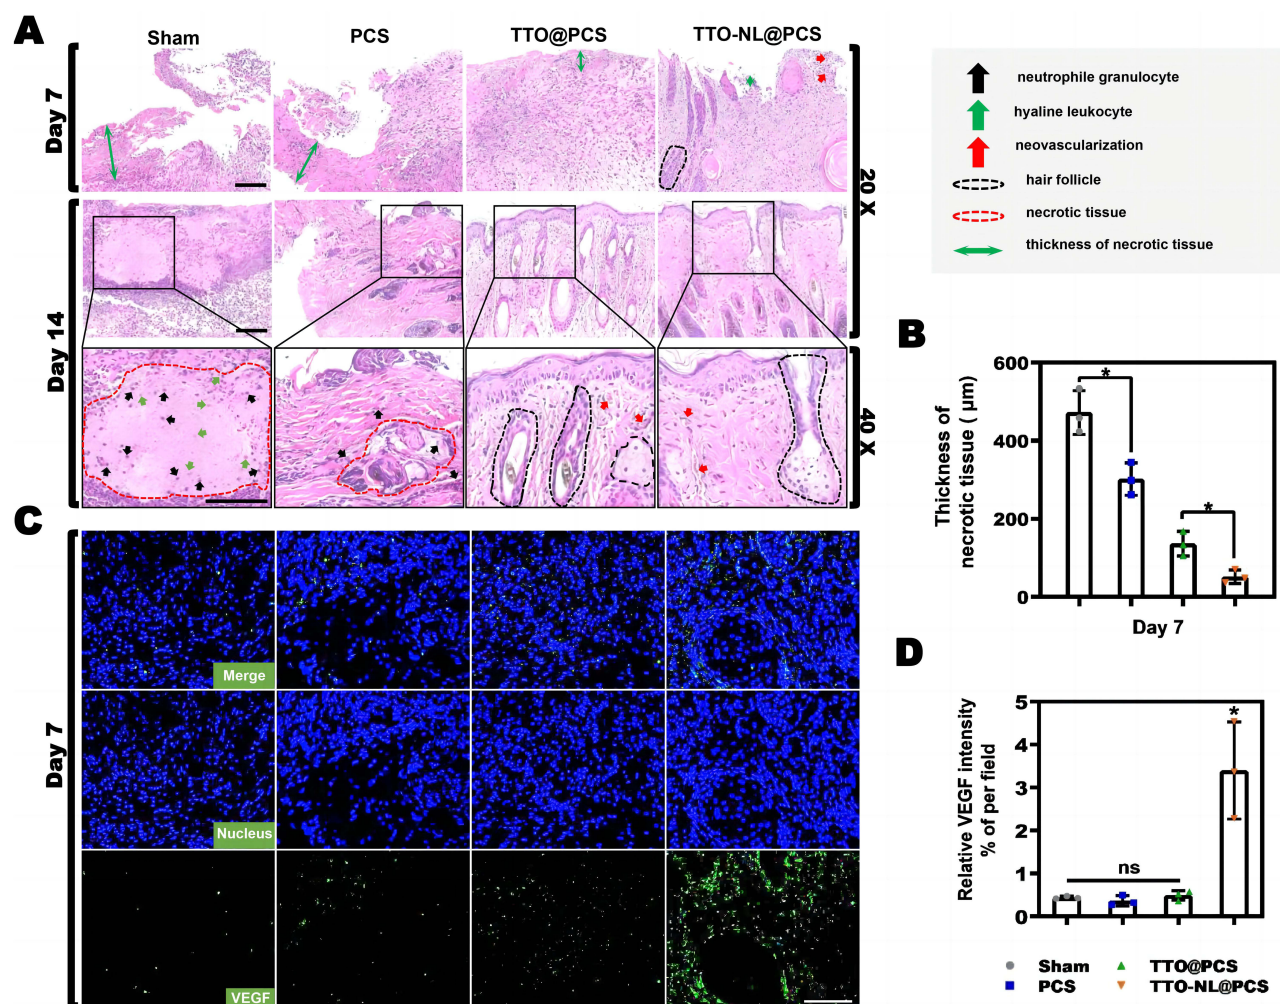 A
Sham
PCS
TTO@PCS
TTO-NL@PCS
Day 7
20 X
Day 14
40 X
neutrophile granulocyte
hyaline leukocyte
neovascularization
hair follicle
necrotic tissue
thickness of necrotic tissue
B
Thickness of
necrotic tissue ( μm)
600
400
200
0
*
*
Day 7
C
Day 7
Merge
Nucleus
VEGF
D
Relative VEGF intensity
% of per field
5
4
3
2
1
0
ns
*
Sham
TTO@PCS
PCS
TTO-NL@PCS